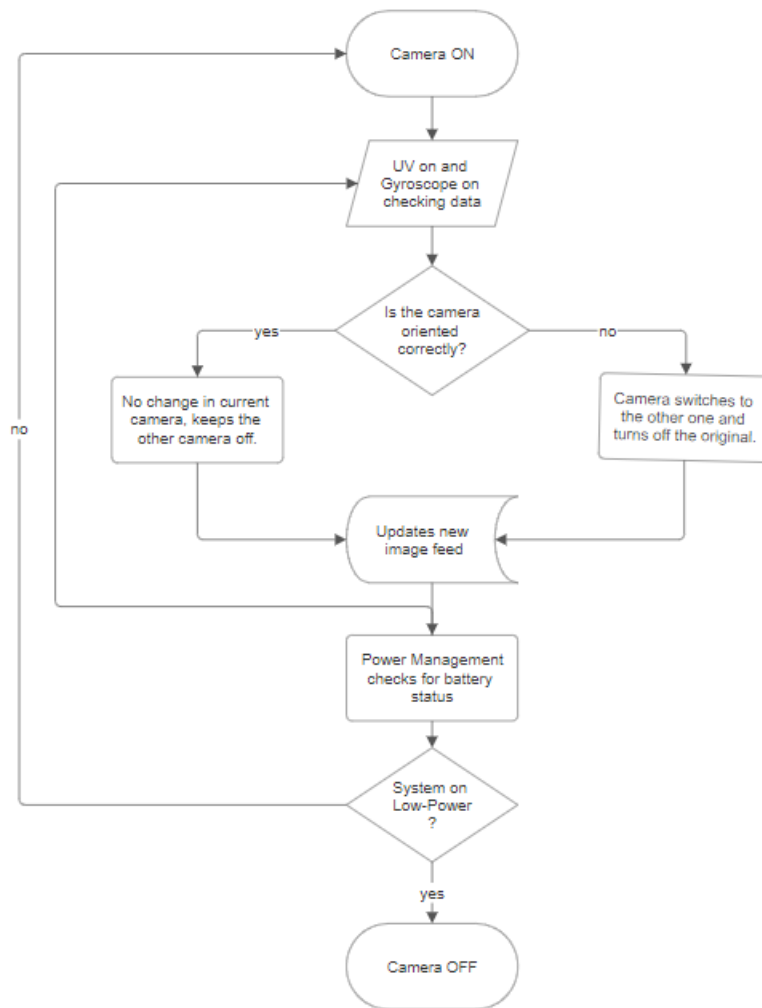 Camera ON
UV on and
Gyroscope on
checking data
Is the camera
oriented
correctly?
yes
no
No change in current
camera, keeps the
other camera off.
Camera switches to
the other one and
turns off the original.
no
Updates new
image feed
Power Management
checks for battery
status
System on
Low-Power
?
yes
Camera OFF